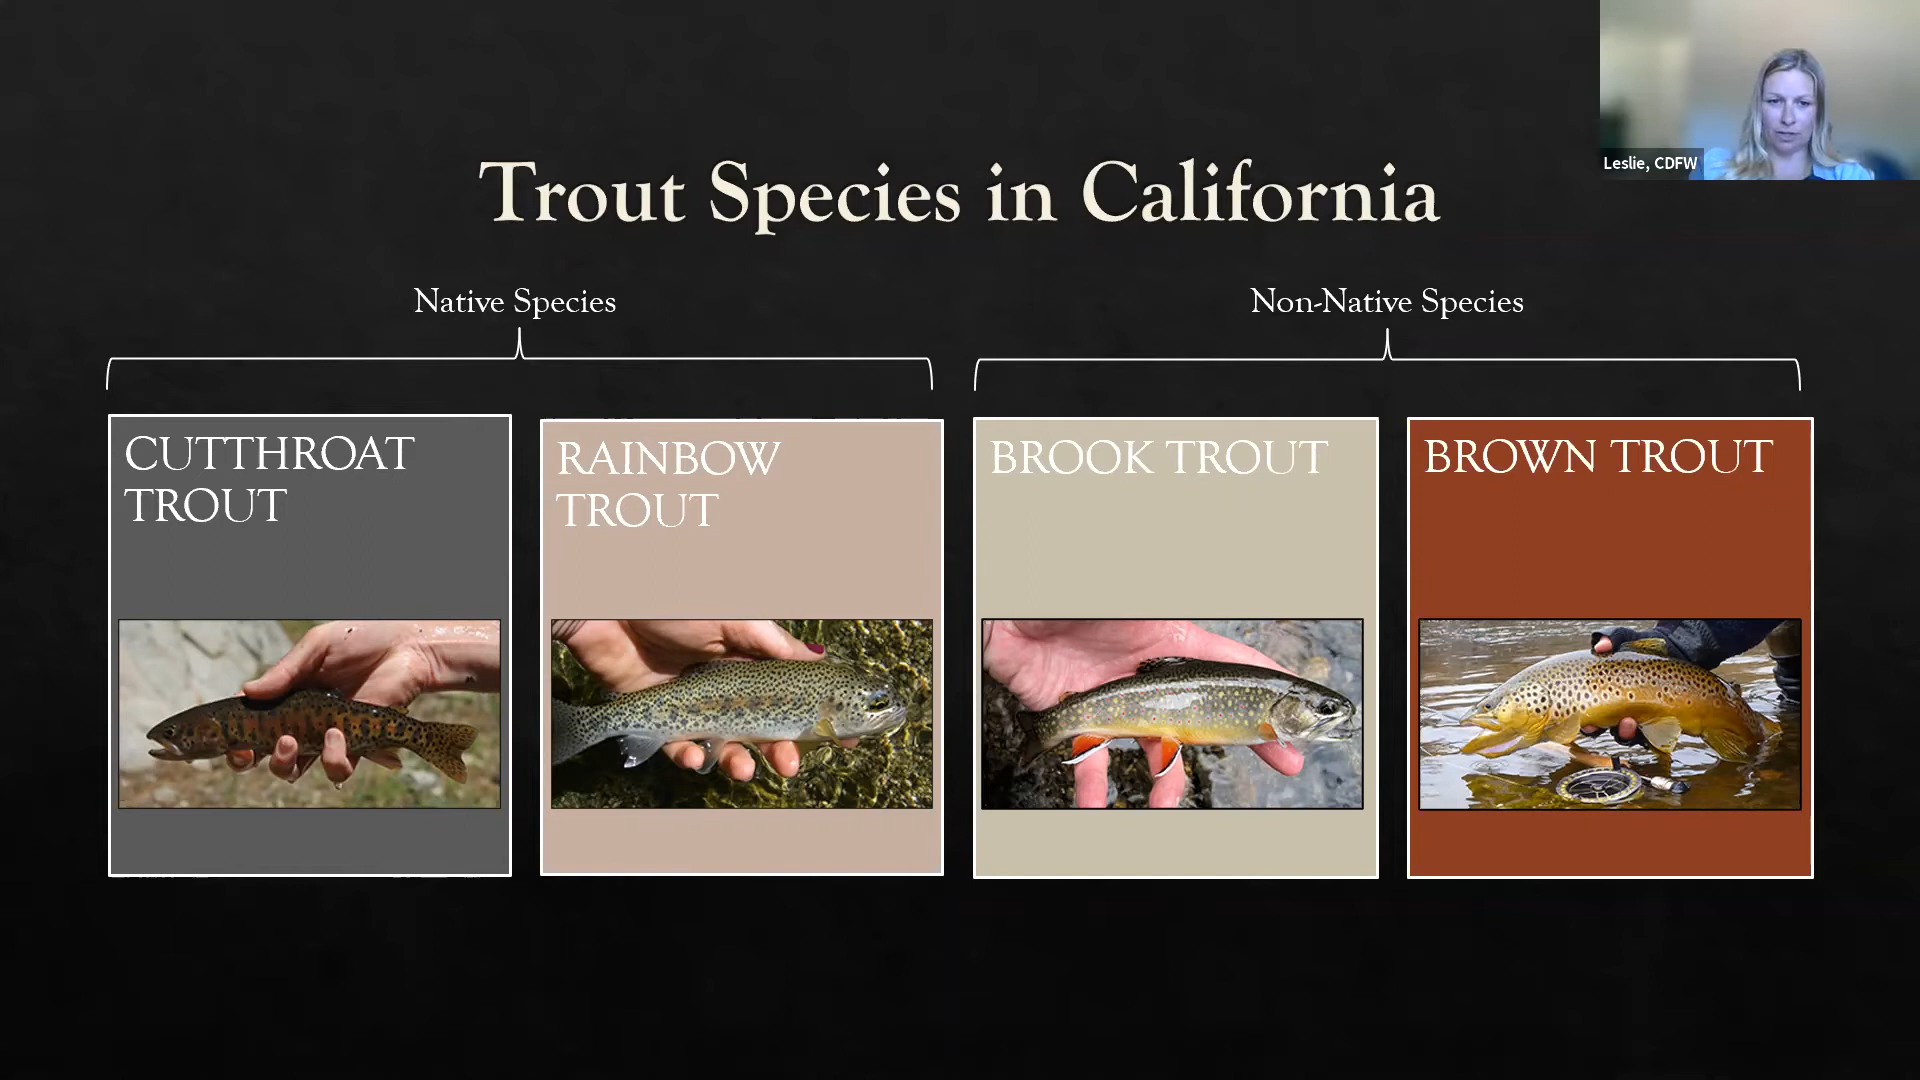 Leslie, CDFW
Trout Species in California
Native Species
Non-Native Species
CUTTHROAT
TROUT
RAINBOW
TROUT
BROOK TROUT
BROWN TROUT